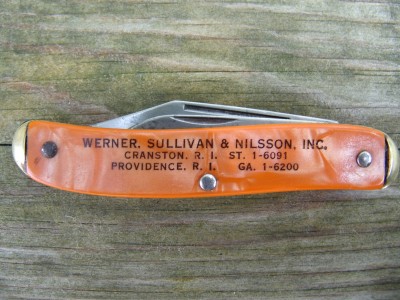 WERNER, SULLIVAN & NILSSON, INC.
CRANSTON, R. I. ST. 1-6091
PROVIDENCE, R. I. GA. 1-6200